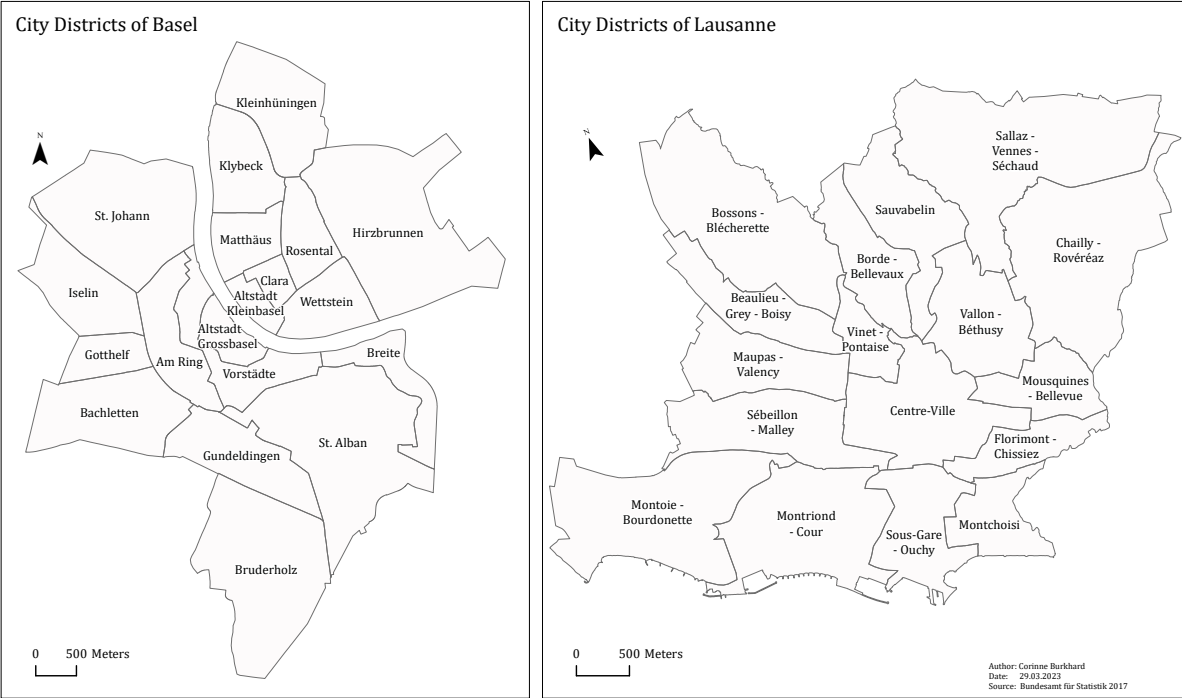 City Districts of Basel
N
Kleinhüningen
Klybeck
St. Johann
Matthäus
Hirzbrunnen
Rosental
Clara
Iselin
Altstadt
Kleinbasel
Wettstein
Altstadt
Grossbasel
Gotthelf
Am Ring
Breite
Vorstädte
Bachletten
St. Alban
Gundeldingen
Bruderholz
0 500 Meters
City Districts of Lausanne
N
Sallaz -
Vennes -
Séchaud
Bossons -
Blécherette
Sauvabelin
Chailly -
Rovéréaz
Borde -
Bellevaux
Beaulieu -
Grey - Boisy
Vallon -
Béthusy
Vinet -
Pontaise
Maupas -
Valency
Mousquines
- Bellevue
Centre-Ville
Sébeillon
- Malley
Florimont -
Chissiez
Montoie -
Bourdonette
Montriond
- Cour
Sous-Gare
- Ouchy
Montchoisi
0 500 Meters
Author: Corinne Burkhard
Date: 29.03.2023
Source: Bundesamt für Statistik 2017